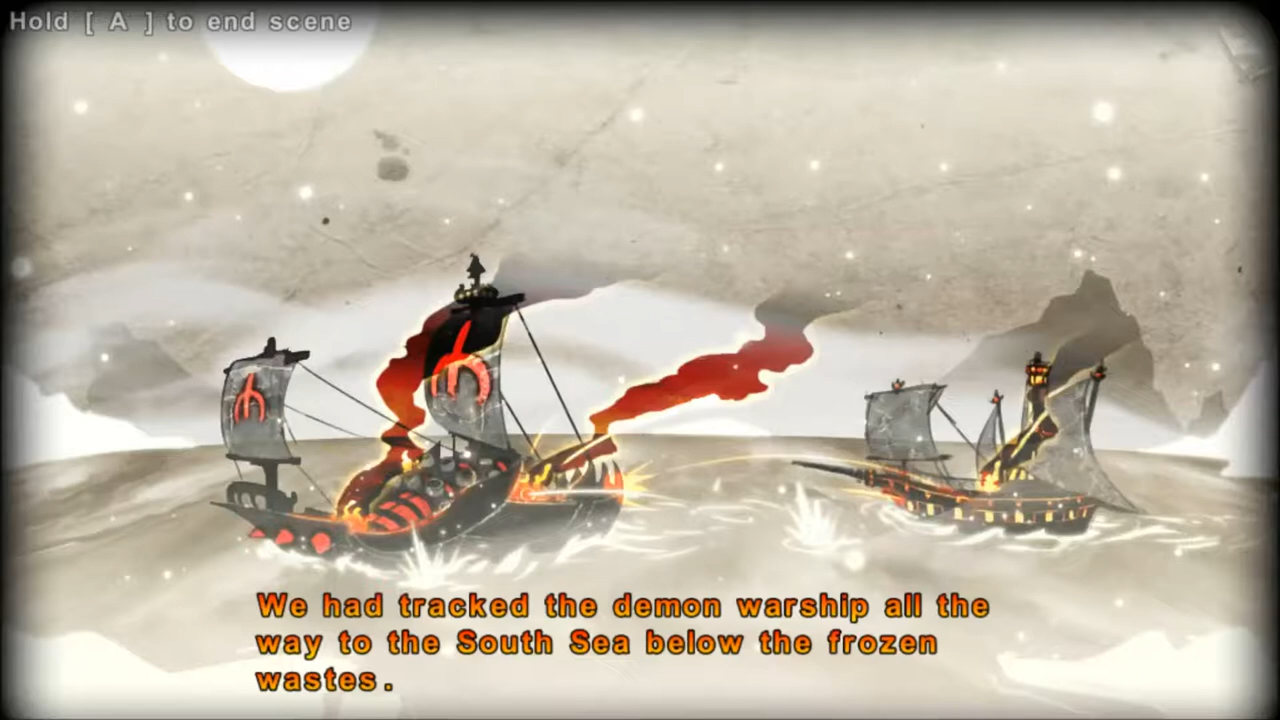 Hold [ A ] to end scene
We had tracked the demon warship all the
way to the South Sea below the frozen
wastes.